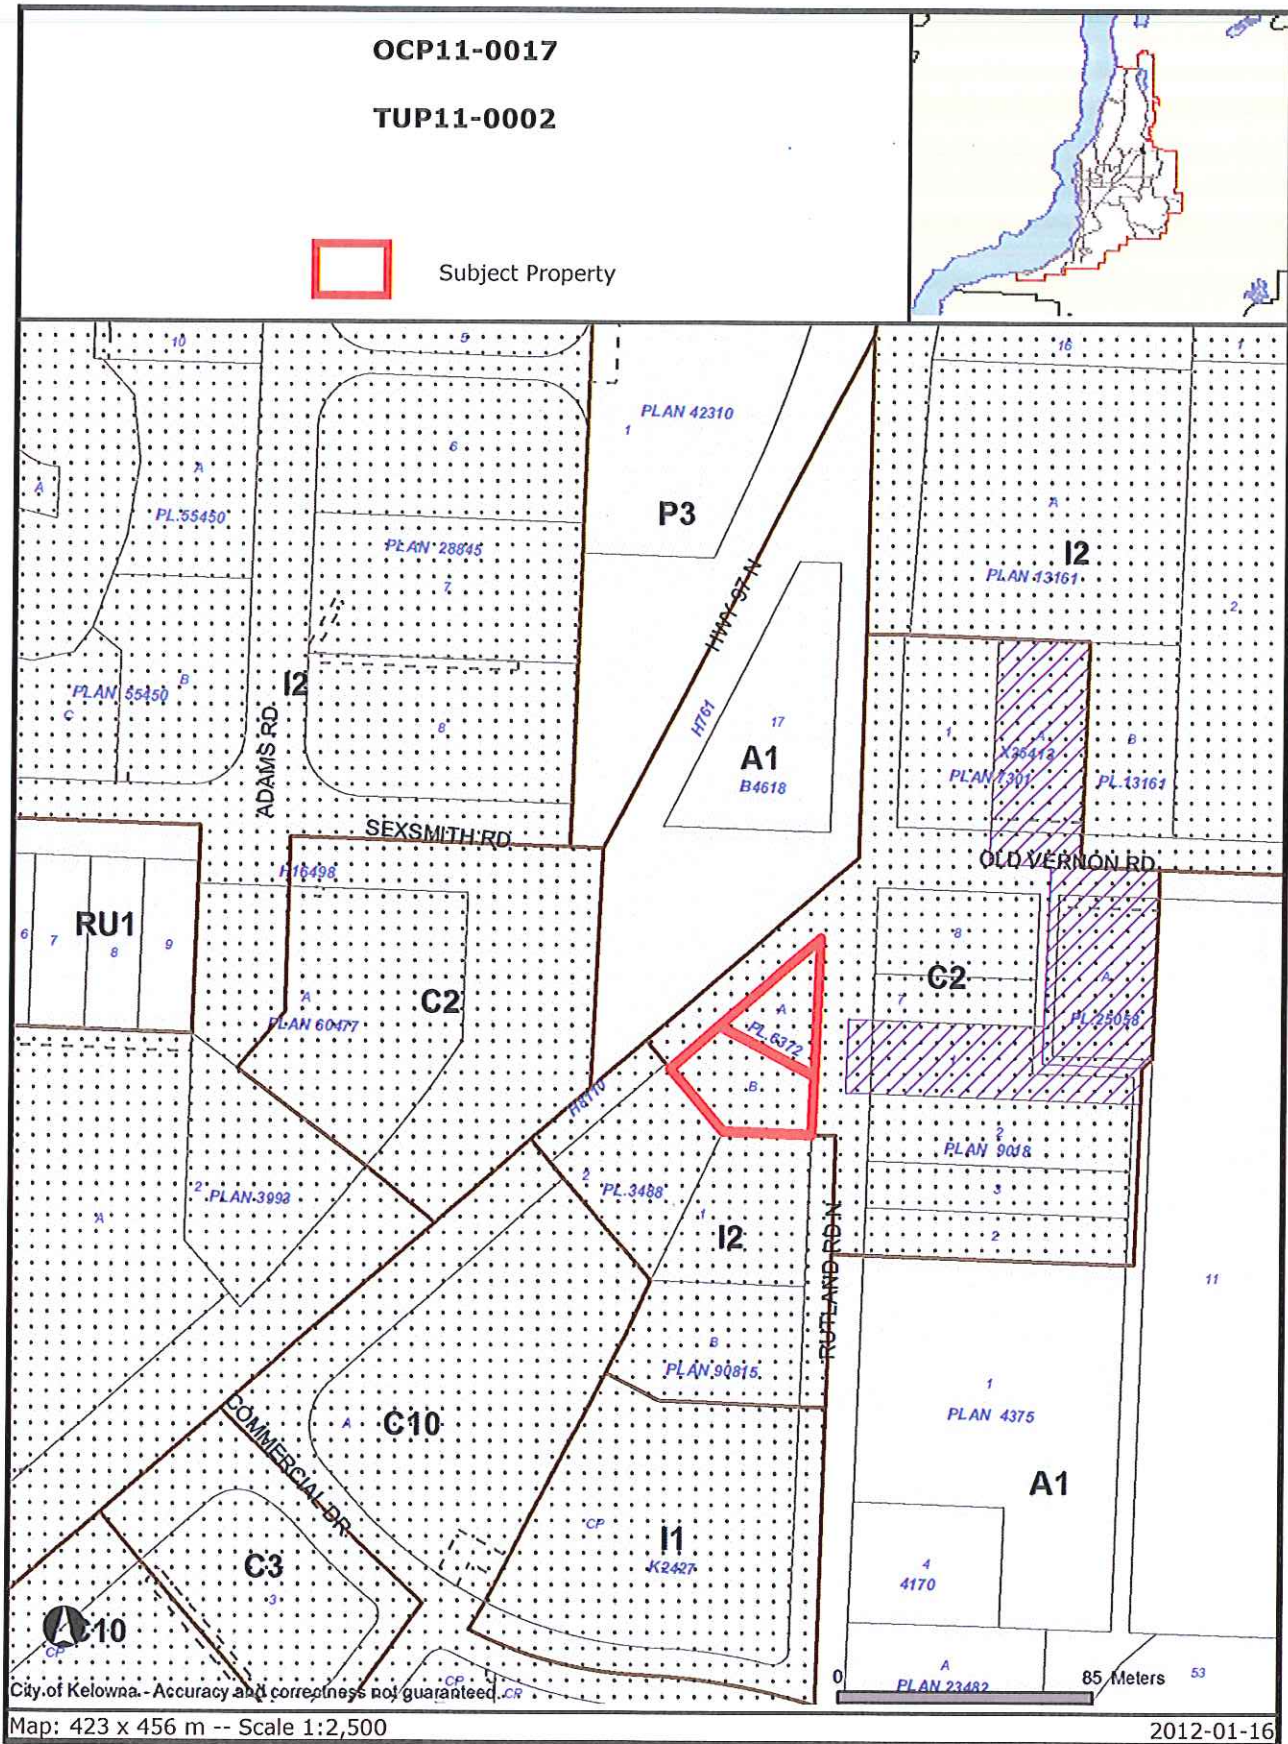 OCP11-0017
TUP11-0002
Subject Property
10
5
16
1
PLAN 42310
1
6
A
A
A
PL.55450
P3
PLAN 28845
7
I2
PLAN 13161
2
HWY 97 N
PLAN 55450
B
C
I2
8
H761
17
A1
B4618
1
A
X25412
PLAN 7301
B
PL.13161
ADAMS RD
SEXSMITH RD
OLD VERNON RD
H16498
RU1
6
7
8
9
A
PLAN 60477
C2
8
C2
7
A
PL.25058
A
PL.6372
B
1
H8110
2
PLAN 9018
3
2
2
PLAN 3993
A
2
PL.3488
1
I2
RUTLAND RD N
11
B
PLAN 90815
1
PLAN 4375
A
C10
COMMERCIAL DR
A1
CP
I1
K2427
C3
3
4
4170
C10
CP
CP
CP
A
PLAN 23482
53
0
85 Meters
City of Kelowna - Accuracy and correctness not guaranteed.
Map: 423 x 456 m -- Scale 1:2,500
2012-01-16